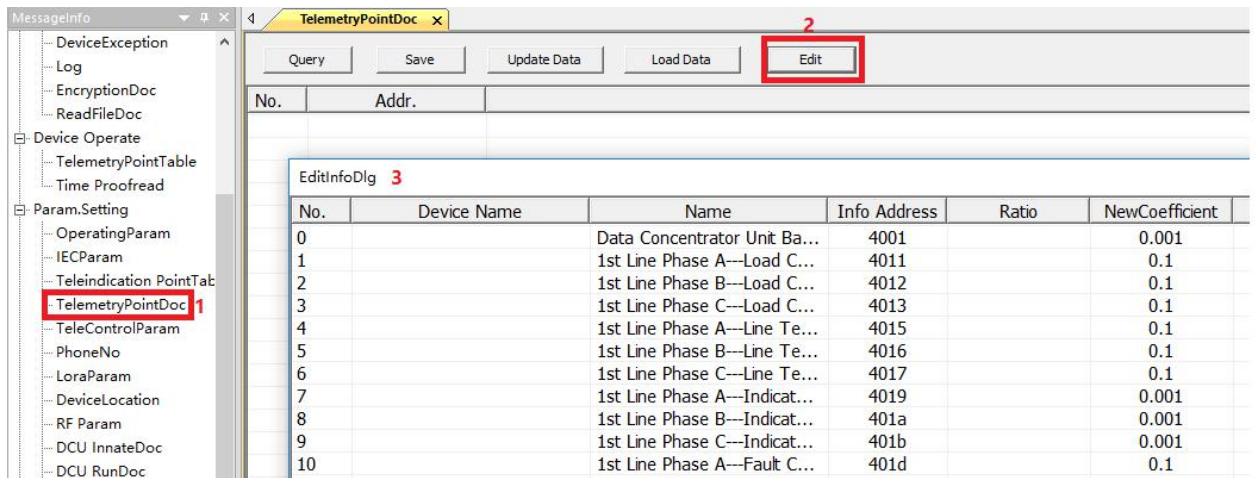 MessageInfo
DeviceException
Log
EncryptionDoc
ReadFileDoc
Device Operate
TelemetryPointTable
Time Proofread
Param.Setting
OperatingParam
IECParam
Teleindication PointTab
TelemetryPointDoc 1
TeleControlParam
PhoneNo
LoraParam
DeviceLocation
RF Param
DCU InnateDoc
DCU RunDoc
TelemetryPointDoc x
2
Query Save Update Data Load Data Edit
No. Addr.
EditInfoDlg 3
No. Device Name Name Info Address Ratio NewCoefficient
0 Data Concentrator Unit Ba... 4001 0.001
1 1st Line Phase A---Load C... 4011 0.1
2 1st Line Phase B---Load C... 4012 0.1
3 1st Line Phase C---Load C... 4013 0.1
4 1st Line Phase A---Line Te... 4015 0.1
5 1st Line Phase B---Line Te... 4016 0.1
6 1st Line Phase C---Line Te... 4017 0.1
7 1st Line Phase A---Indicat... 4019 0.001
8 1st Line Phase B---Indicat... 401a 0.001
9 1st Line Phase C---Indicat... 401b 0.001
10 1st Line Phase A---Fault C... 401d 0.1